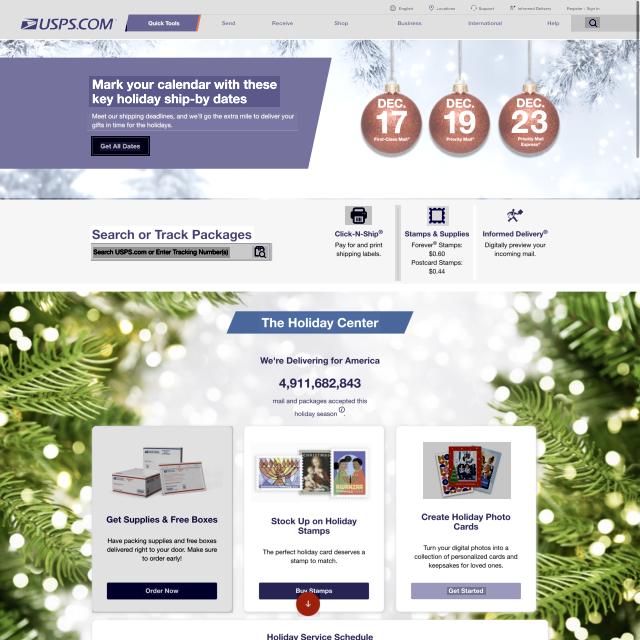 English
Locations
Support
Informed Delivery
Register / Sign In
USPS.COM
Quick Tools
Send
Receive
Shop
Business
International
Help
Mark your calendar with these
key holiday ship-by dates
Meet our shipping deadlines, and we'll go the extra mile to deliver your
gifts in time for the holidays.
Get All Dates
DEC.
17
First-Class Mail®
DEC.
19
Priority Mail®
DEC.
23
Priority Mail
Express®
Search or Track Packages
Search USPS.com or Enter Tracking Number(s)
Click-N-Ship®
Pay for and print
shipping labels.
Stamps & Supplies
Forever® Stamps:
$0.60
Postcard Stamps:
$0.44
Informed Delivery®
Digitally preview your
incoming mail.
The Holiday Center
We're Delivering for America
4,911,682,843
mail and packages accepted this
holiday season
Get Supplies & Free Boxes
Have packing supplies and free boxes
delivered right to your door. Make sure
to order early!
Order Now
CHRISTMAS
KWANZAA
Stock Up on Holiday
Stamps
The perfect holiday card deserves a
stamp to match.
Buy Stamps
Create Holiday Photo
Cards
Turn your digital photos into a
collection of personalized cards and
keepsakes for loved ones.
Get Started
Holiday Service Schedule